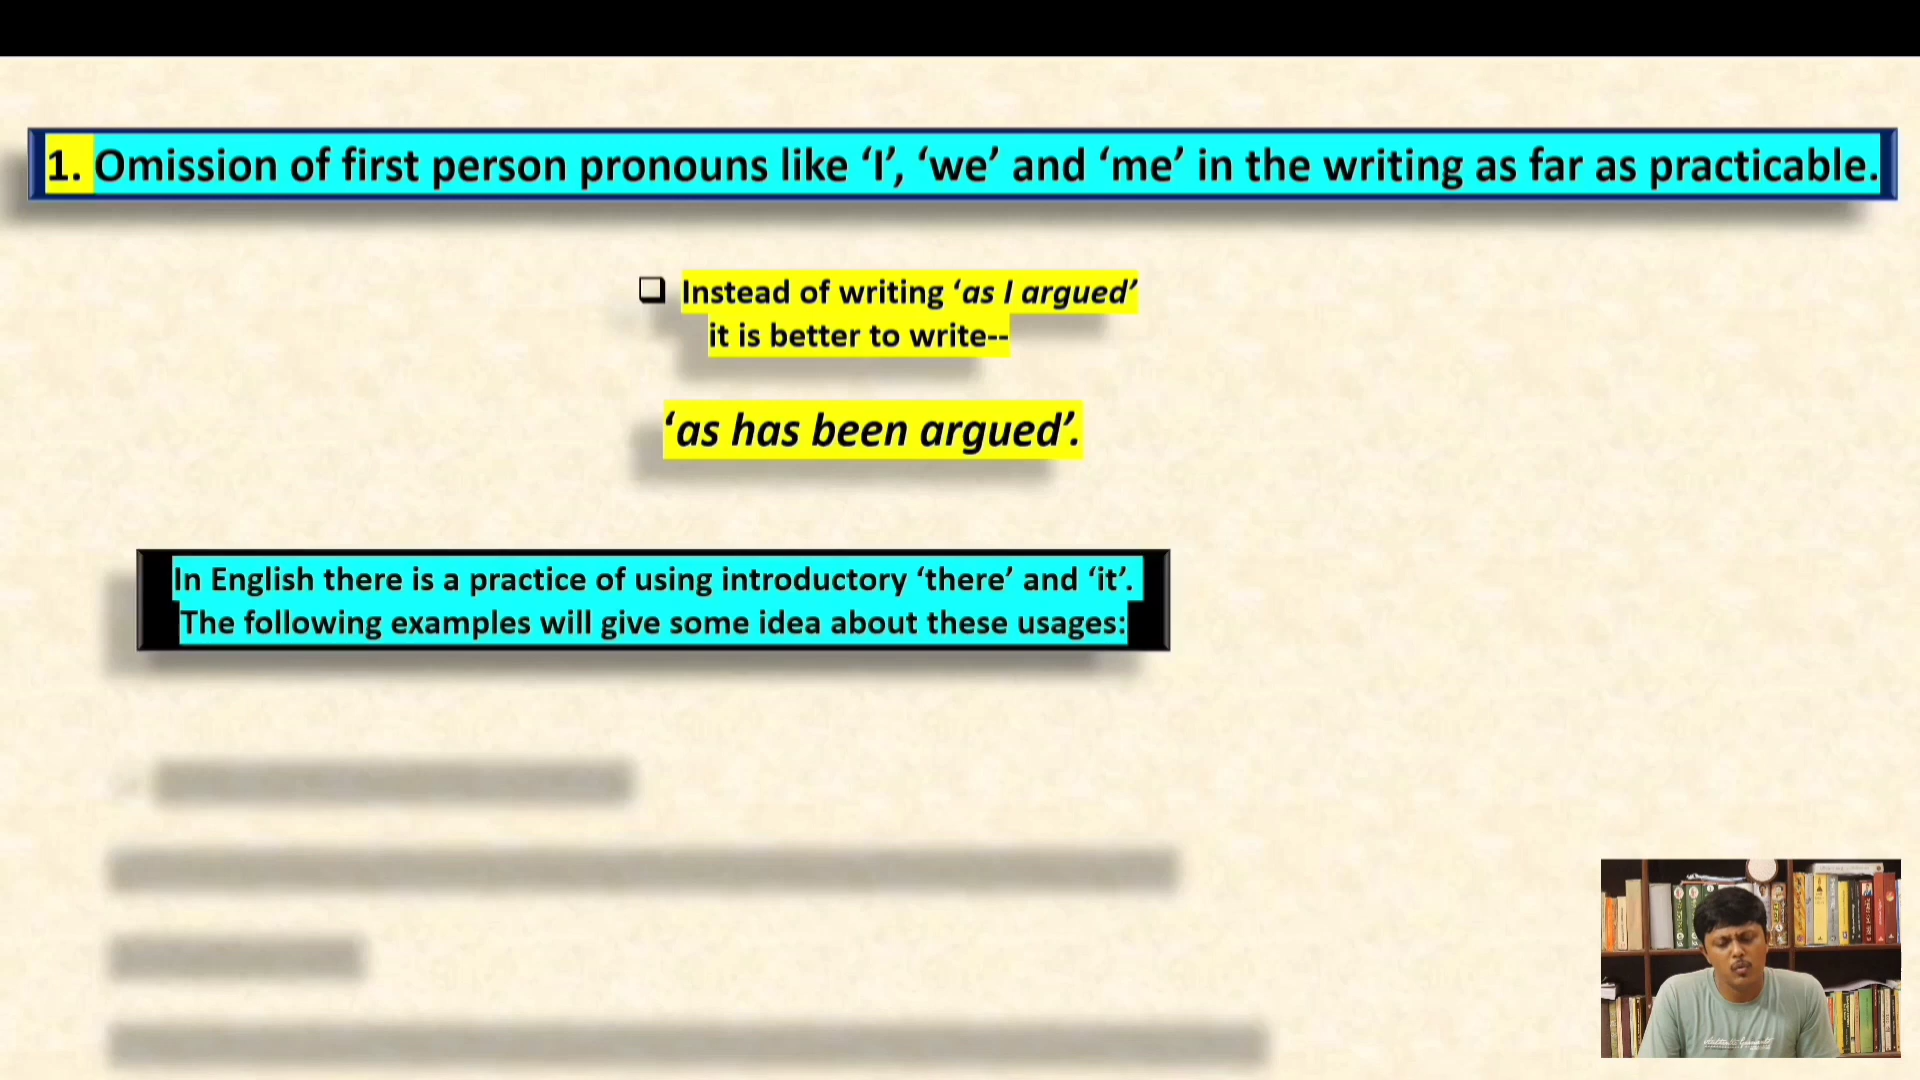 1. Omission of first person pronouns like ‘I’, ‘we’ and ‘me’ in the writing as far as practicable.
❑ Instead of writing ‘as I argued’
it is better to write--
‘as has been argued’.
In English there is a practice of using introductory ‘there’ and ‘it’.
The following examples will give some idea about these usages: